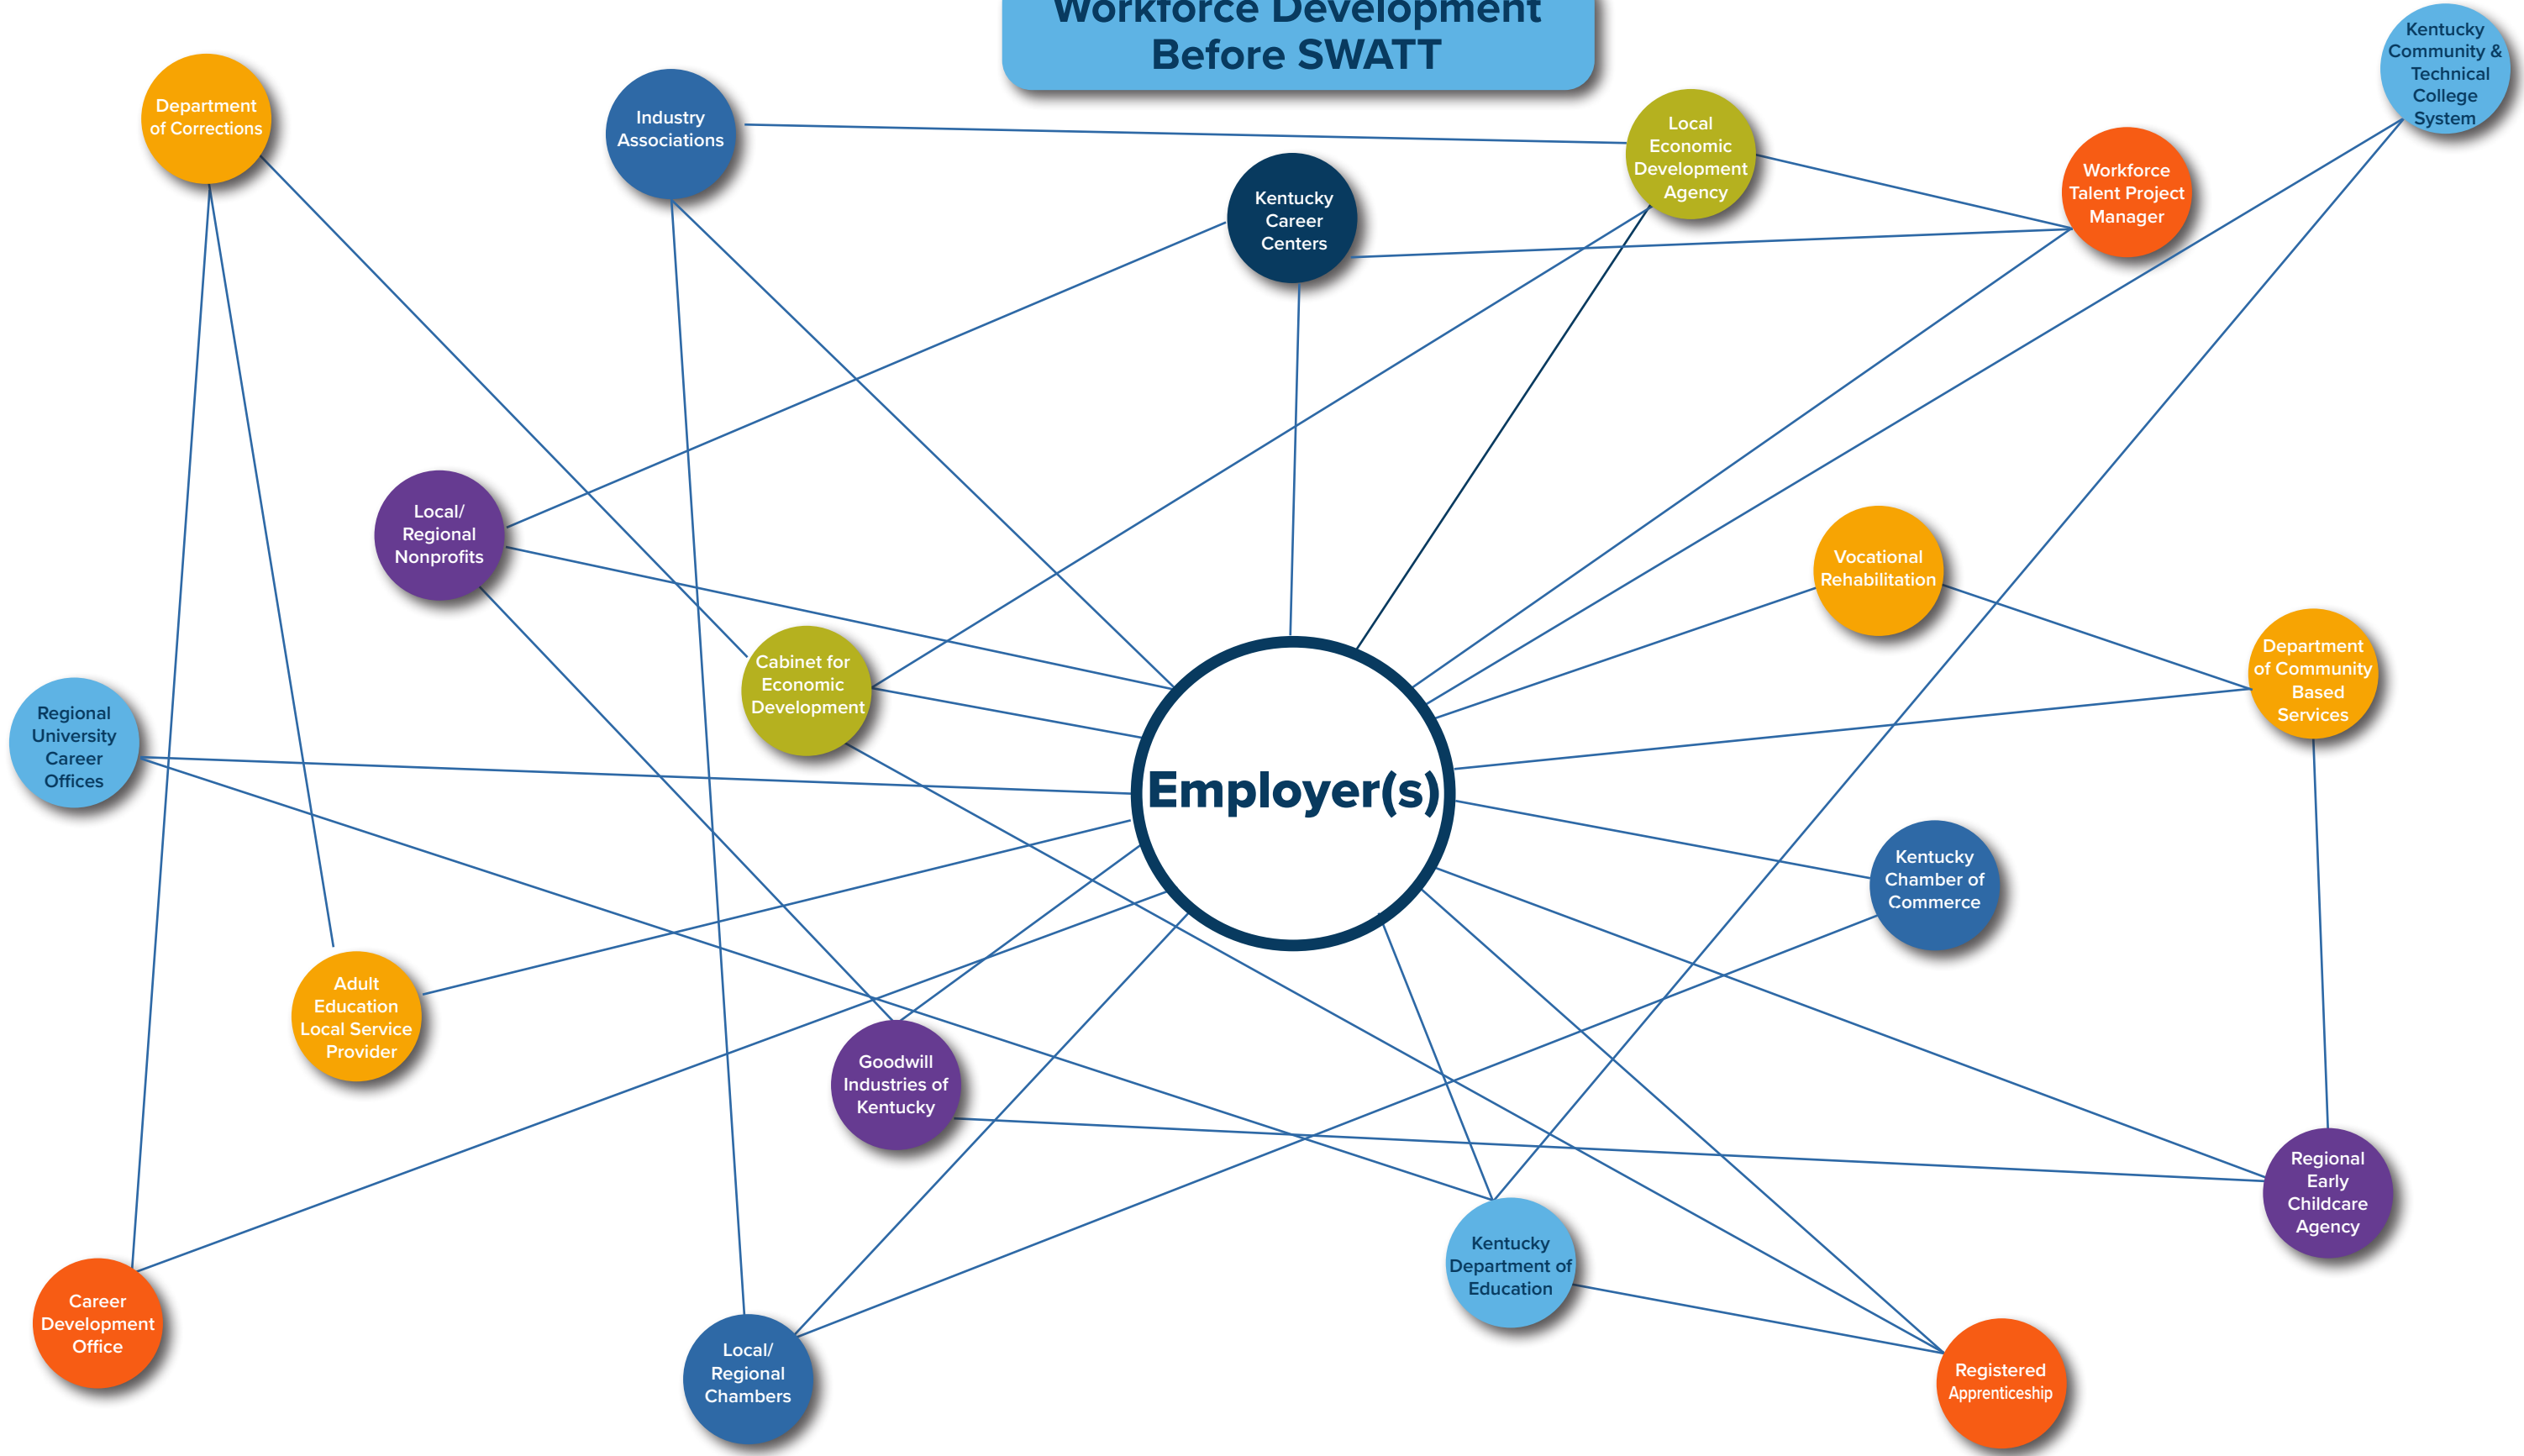 Workforce Development
Before SWATT
Kentucky
Community &
Technical
College
System
Department
of Corrections
Industry
Associations
Local
Economic
Development
Agency
Workforce
Talent Project
Manager
Kentucky
Career
Centers
Local/
Regional
Nonprofits
Vocational
Rehabilitation
Cabinet for
Economic
Development
Department
of Community
Based
Services
Regional
University
Career
Offices
Employer(s)
Kentucky
Chamber of
Commerce
Adult
Education
Local Service
Provider
Goodwill
Industries of
Kentucky
Regional
Early
Childcare
Agency
Kentucky
Department of
Education
Career
Development
Office
Local/
Regional
Chambers
Registered
Apprenticeship